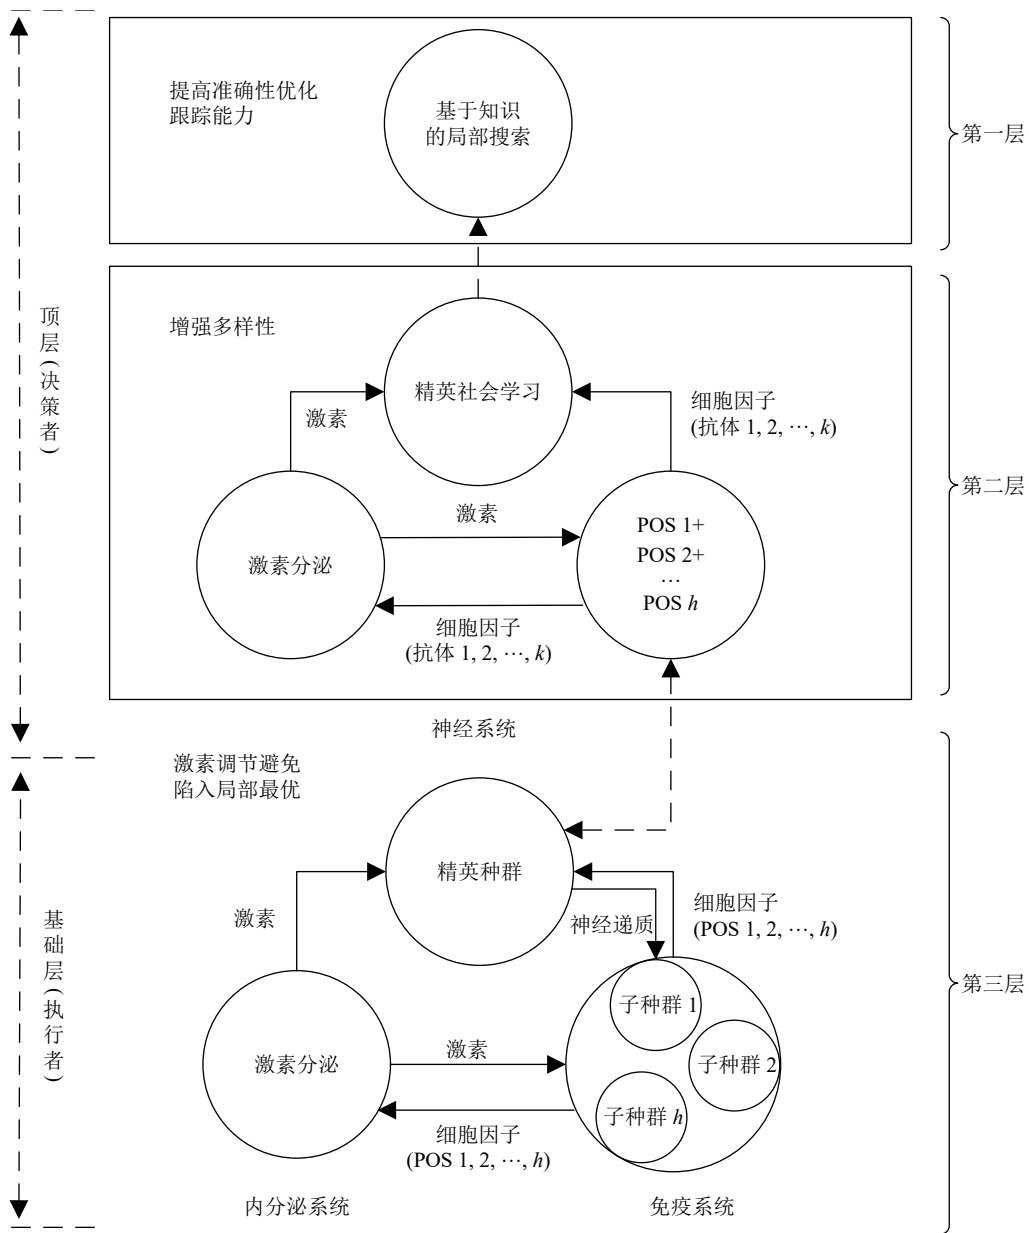 提高准确性优化
跟踪能力
基于知识
的局部搜索
第一层
顶层(决策者)
增强多样性
精英社会学习
激素
细胞因子
(抗体 1, 2, ⋯, k)
第二层
激素
激素分泌
POS 1+
POS 2+
⋯
POS h
细胞因子
(抗体 1, 2, ⋯, k)
神经系统
激素调节避免
陷入局部最优
精英种群
基础层(执行者)
激素
神经递质
细胞因子
(POS 1, 2, ⋯, h)
第三层
子种群 1
激素
激素分泌
子种群 2
子种群 h
细胞因子
(POS 1, 2, ⋯, h)
内分泌系统
免疫系统